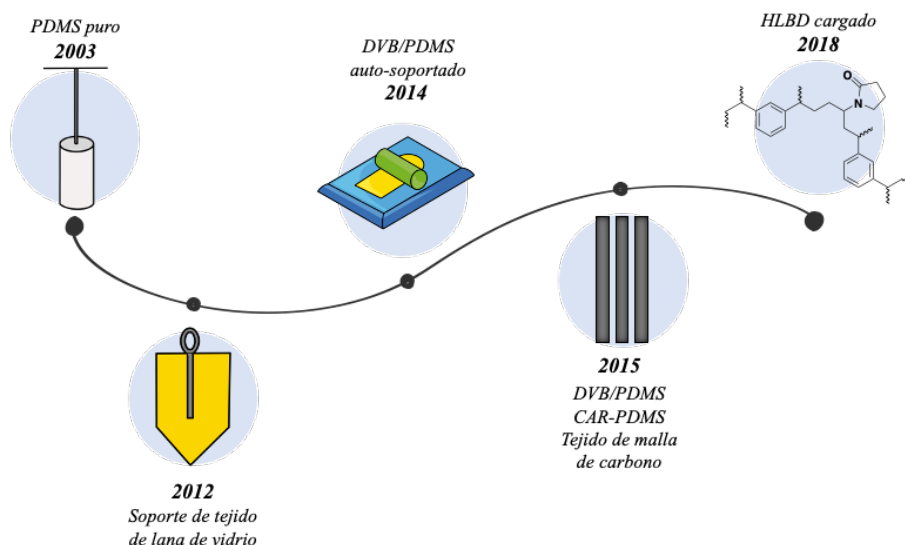 PDMS puro
2003
DVB/PDMS
auto-soportado
2014
HLBD cargado
2018
O
N
2012
Soporte de tejido
de lana de vidrio
2015
DVB/PDMS
CAR-PDMS
Tejido de malla
de carbono